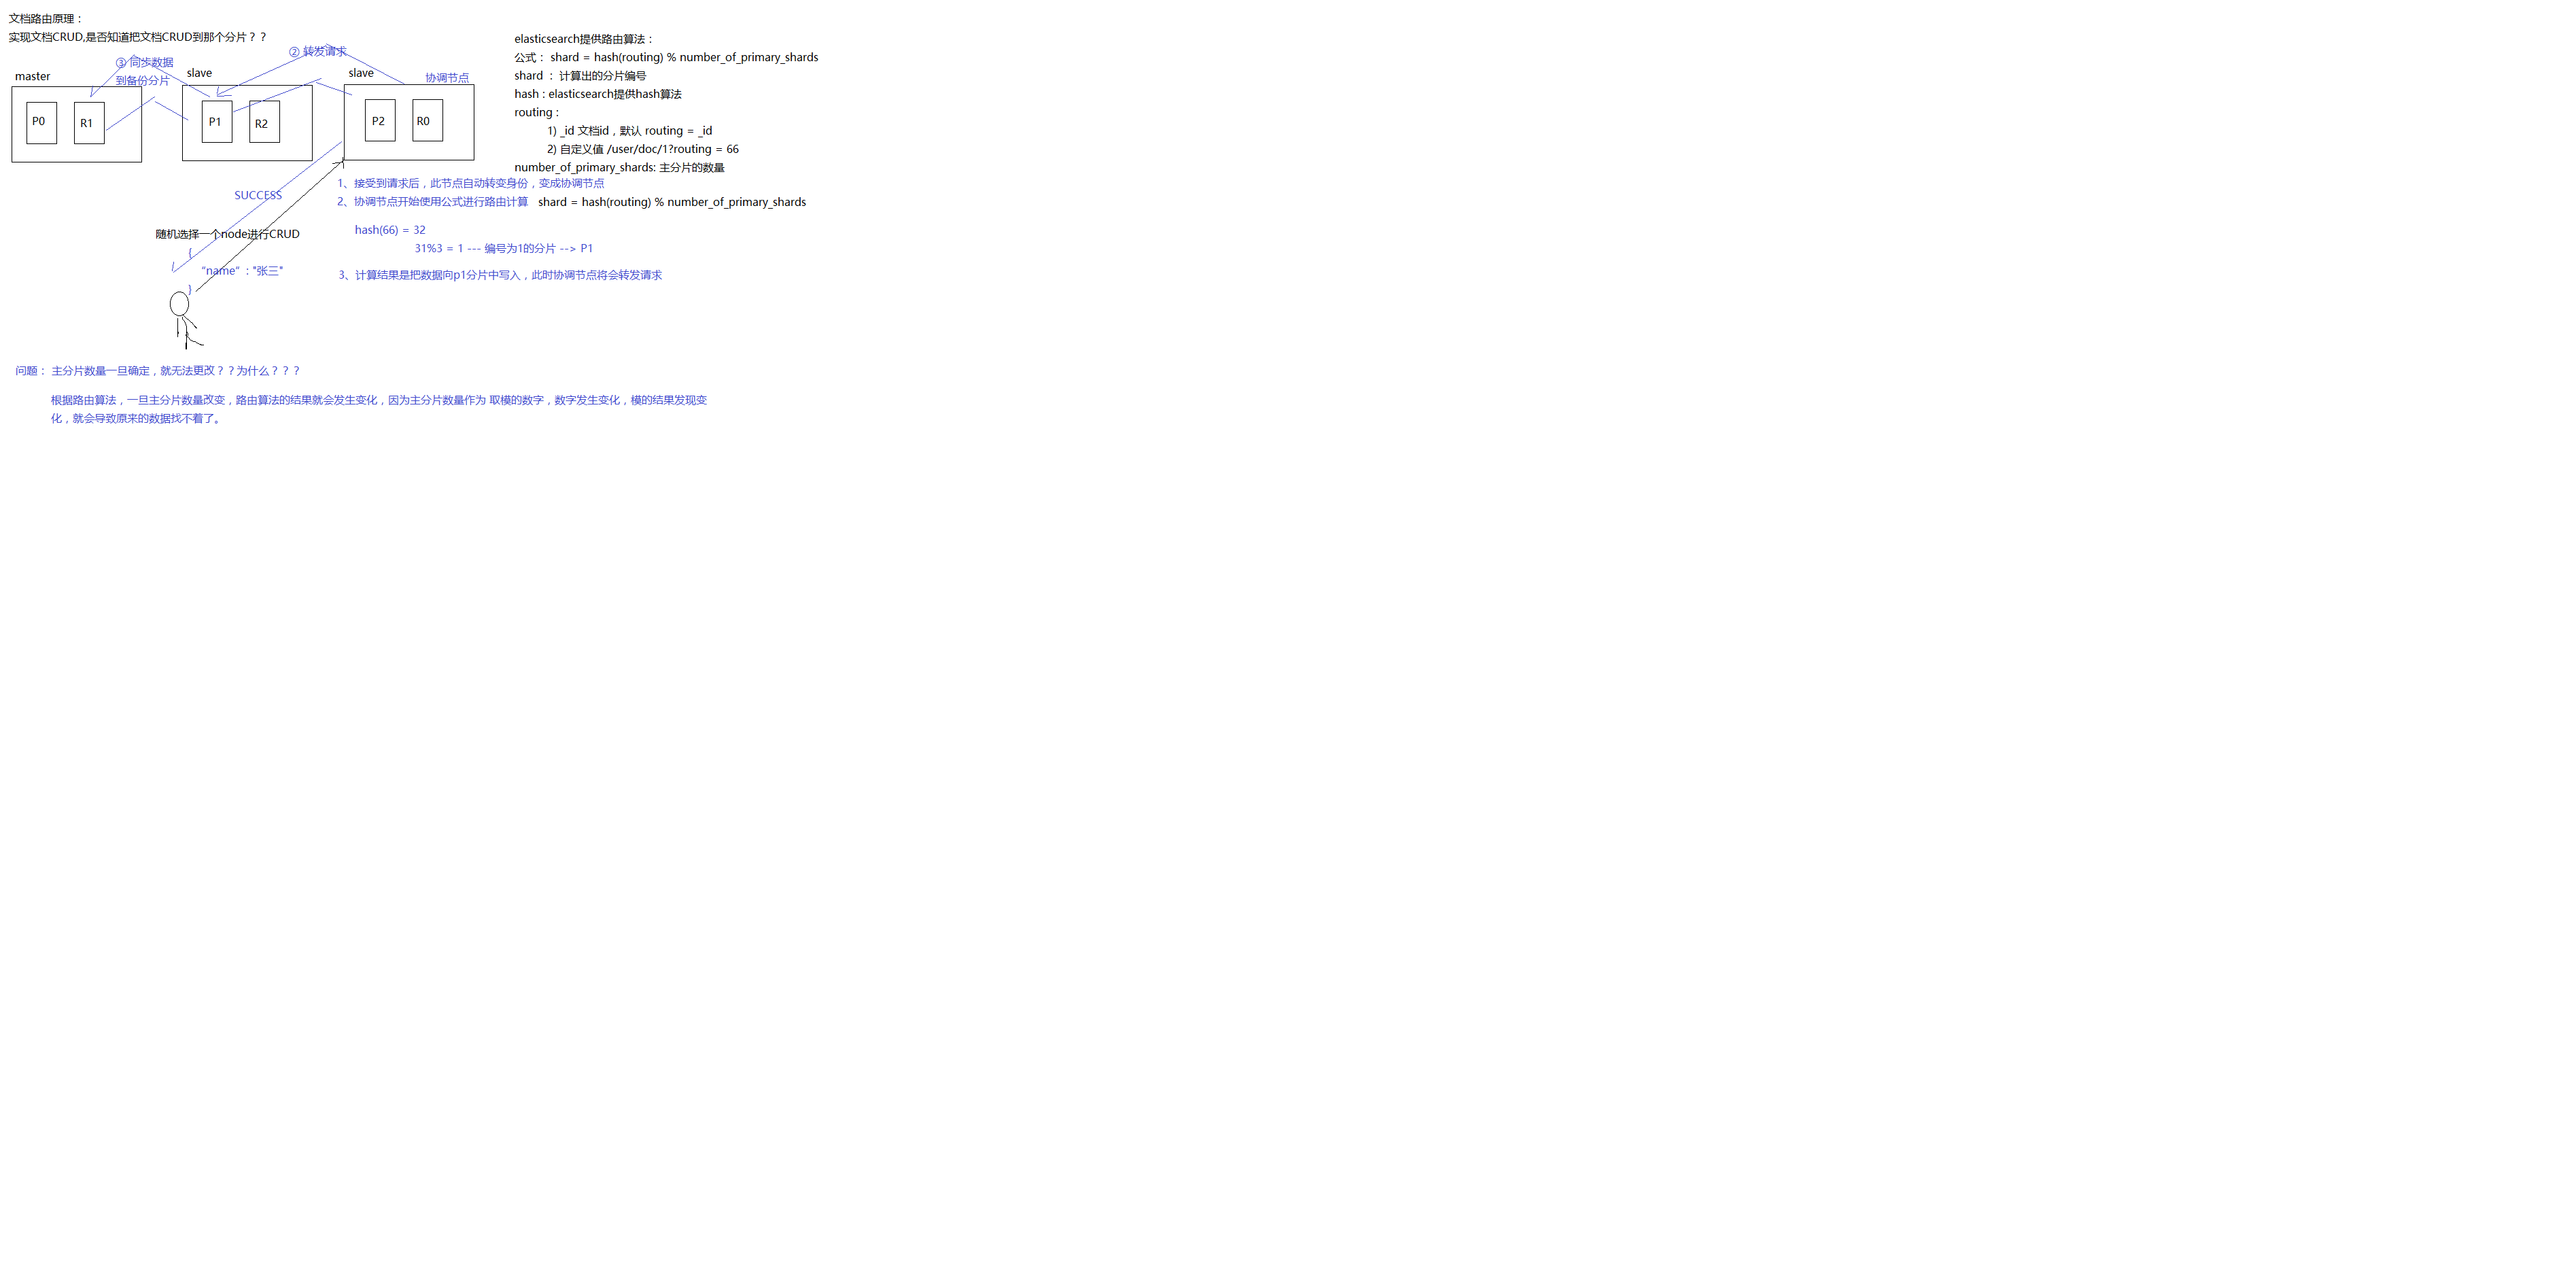 文档路由原理：
实现文档CRUD,是否知道把文档CRUD到那个分片？？
② 转发请求
③ 同步数据
到备份分片
master
slave
slave
协调节点
P0
R1
P1
R2
P2
R0
elasticsearch提供路由算法：
公式： shard = hash(routing) % number_of_primary_shards
shard ： 计算出的分片编号
hash : elasticsearch提供hash算法
routing :
1) _id 文档id，默认 routing = _id
2) 自定义值 /user/doc/1?routing = 66
number_of_primary_shards: 主分片的数量
1、接受到请求后，此节点自动转变身份，变成协调节点
2、协调节点开始使用公式进行路由计算 shard = hash(routing) % number_of_primary_shards
hash(66) = 32
31%3 = 1 --- 编号为1的分片 --> P1
3、计算结果是把数据向p1分片中写入，此时协调节点将会转发请求
SUCCESS
随机选择一个node进行CRUD
{
“name”："张三"
}
问题： 主分片数量一旦确定，就无法更改？？为什么？？？
根据路由算法，一旦主分片数量改变，路由算法的结果就会发生变化，因为主分片数量作为 取模的数字，数字发生变化，模的结果发现变
化，就会导致原来的数据找不着了。